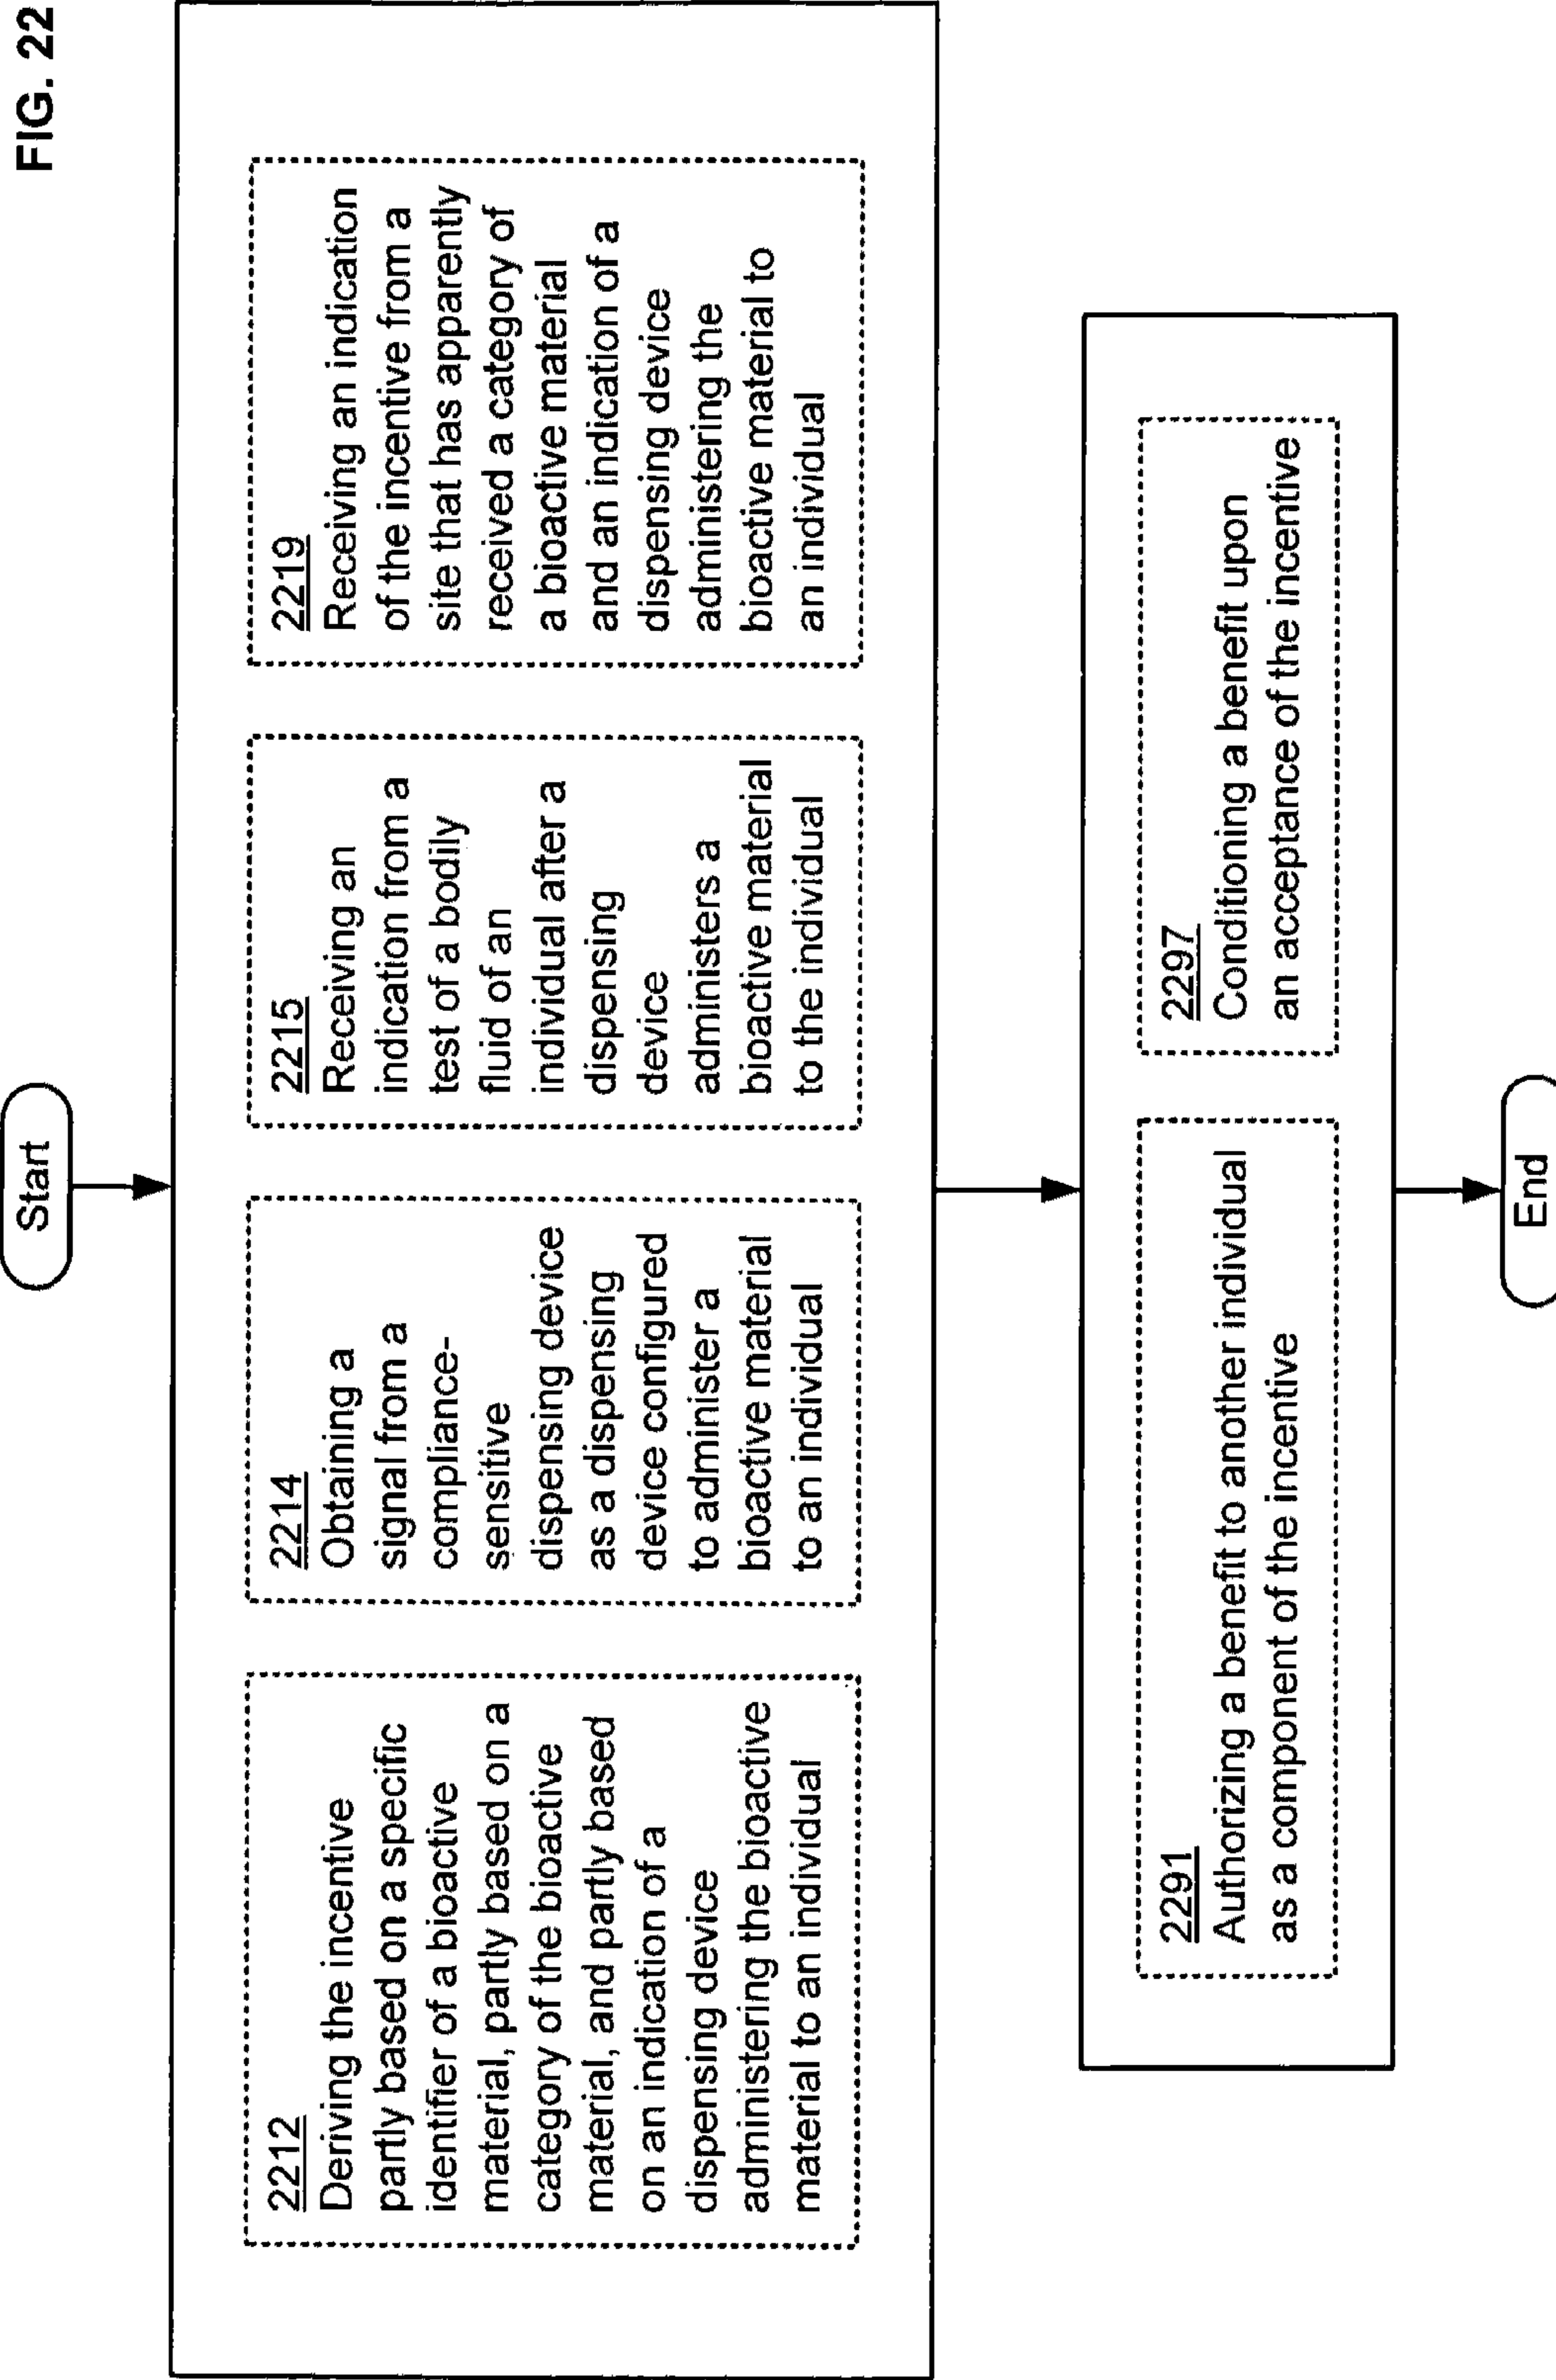 FIG. 22
Start
2212
Deriving the incentive
partly based on a specific
identifier of a bioactive
material, partly based on a
category of the bioactive
material, and partly based
on an indication of a
dispensing device
administering the bioactive
material to an individual
2214
Obtaining a
signal from a
compliance-
sensitive
dispensing device
as a dispensing
device configured
to administer a
bioactive material
to an individual
2215
Receiving an
indication from a
test of a bodily
fluid of an
individual after a
dispensing
device
administers a
bioactive material
to the individual
2219
Receiving an indication
of the incentive from a
site that has apparently
received a category of
a bioactive material
and an indication of a
dispensing device
administering the
bioactive material to
an individual
2291
Authorizing a benefit to another individual
as a component of the incentive
2297
Conditioning a benefit upon
an acceptance of the incentive
End